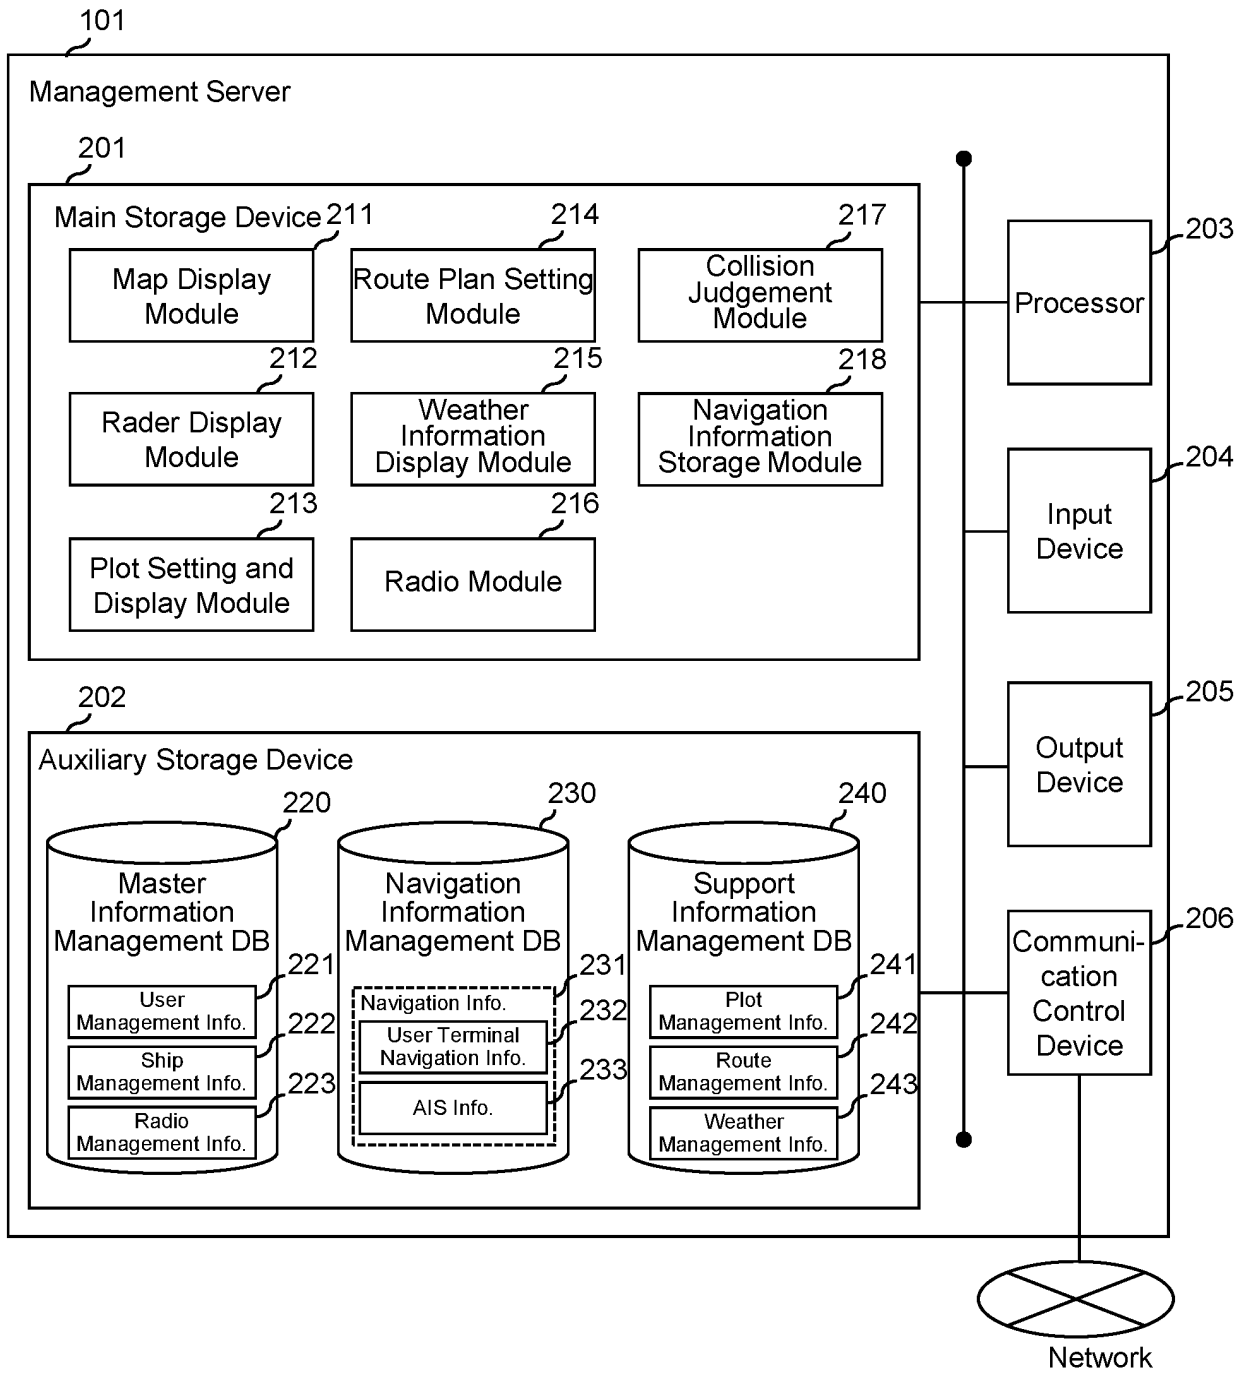 101
Management Server
201
Main Storage Device
211
214
217
Map Display
Module
Route Plan Setting
Module
Collision
Judgement
Module
203
Processor
212
215
218
Rader Display
Module
Weather
Information
Display Module
Navigation
Information
Storage Module
204
Input
Device
213
216
Plot Setting and
Display Module
Radio Module
205
Output
Device
202
Auxiliary Storage Device
220
230
240
Master
Information
Management DB
Navigation
Information
Management DB
Support
Information
Management DB
206
Communi-
cation
Control
Device
221
User
Management Info.
222
Ship
Management Info.
223
Radio
Management Info.
231
Navigation Info.
232
User Terminal
Navigation Info.
233
AIS Info.
241
Plot
Management Info.
242
Route
Management Info.
243
Weather
Management Info.
Network